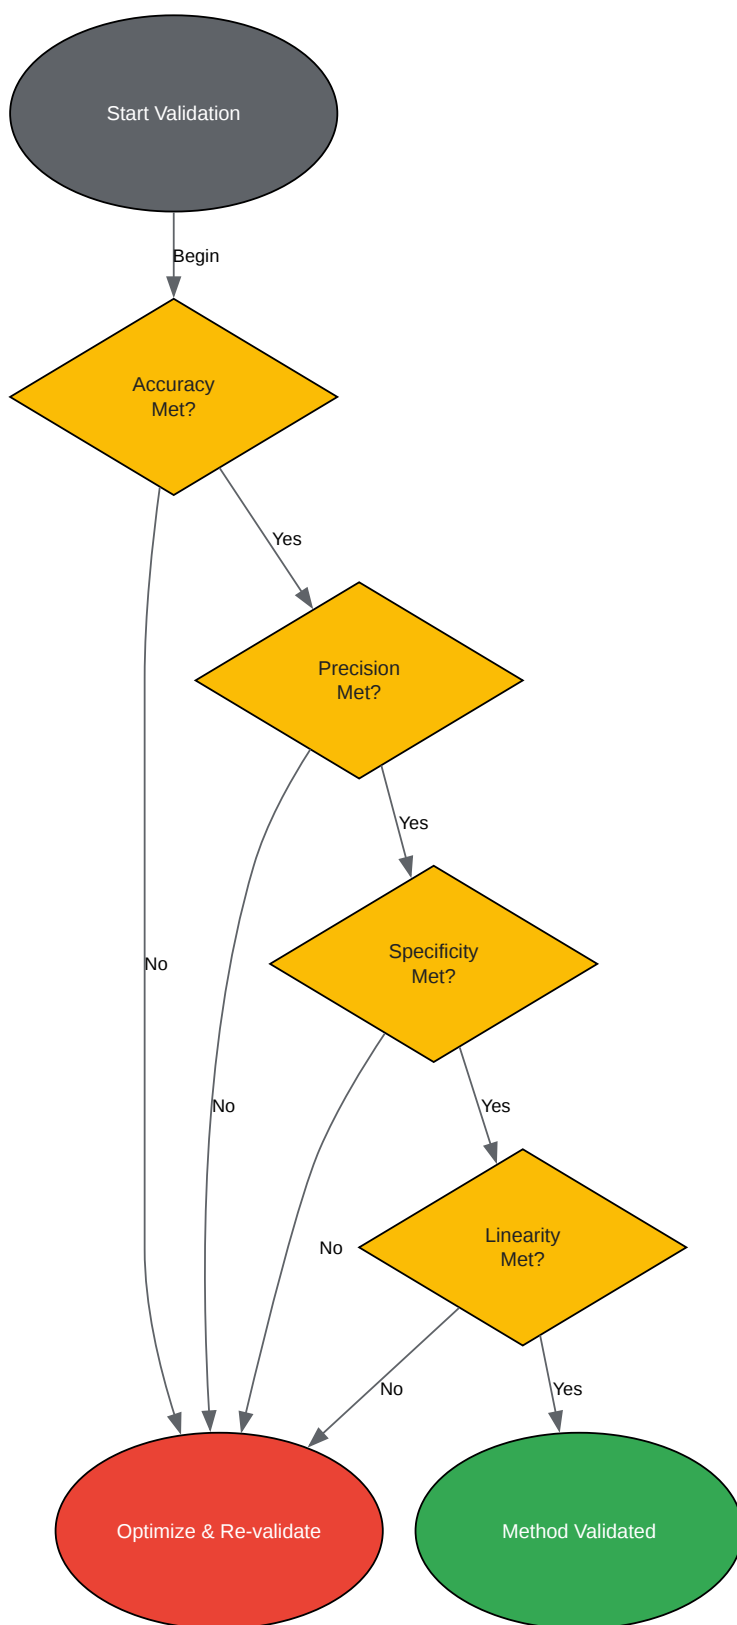 Start Validation
Begin
Accuracy
Met?
Yes
Precision
Met?
Yes
Specificity
Met?
No
Yes
No
Linearity
Met?
No
No
Yes
Optimize & Re-validate
Method Validated